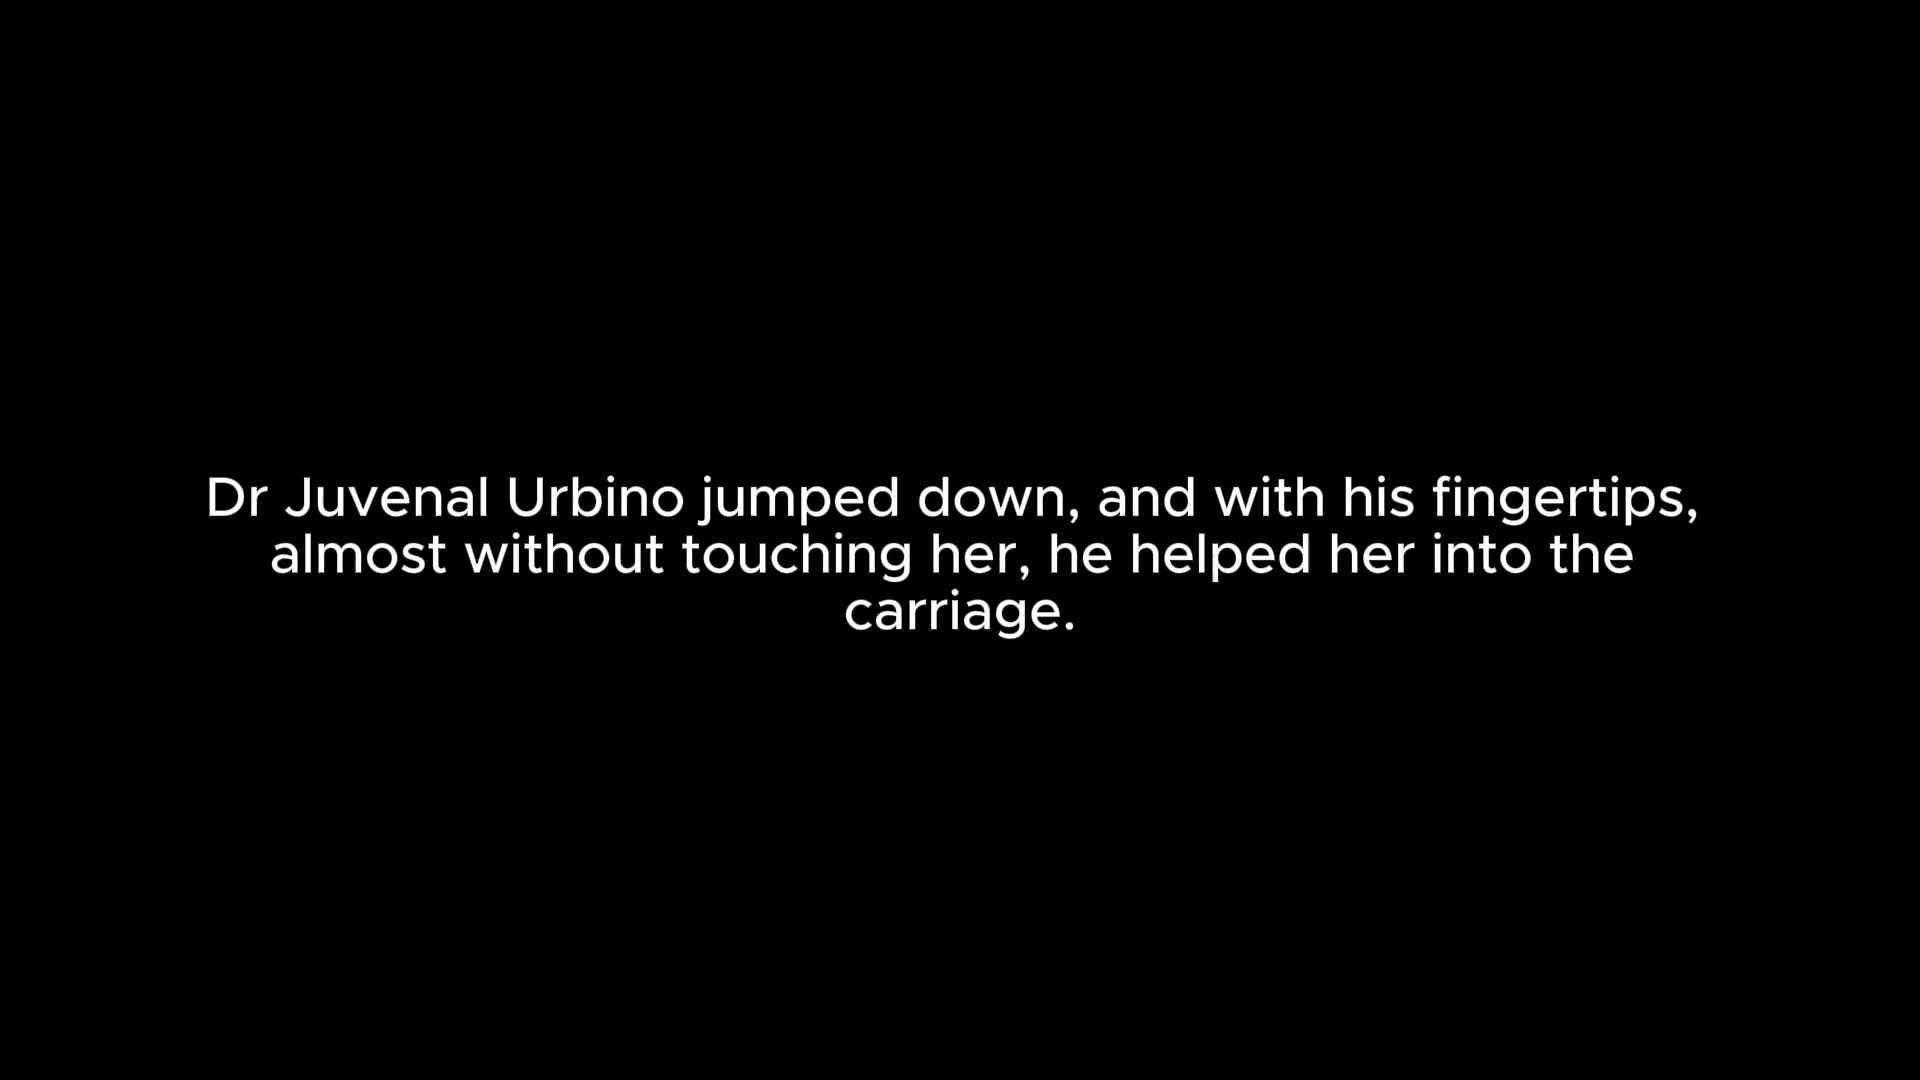 Dr Juvenal Urbino jumped down, and with his fingertips,
almost without touching her, he helped her into the
carriage.